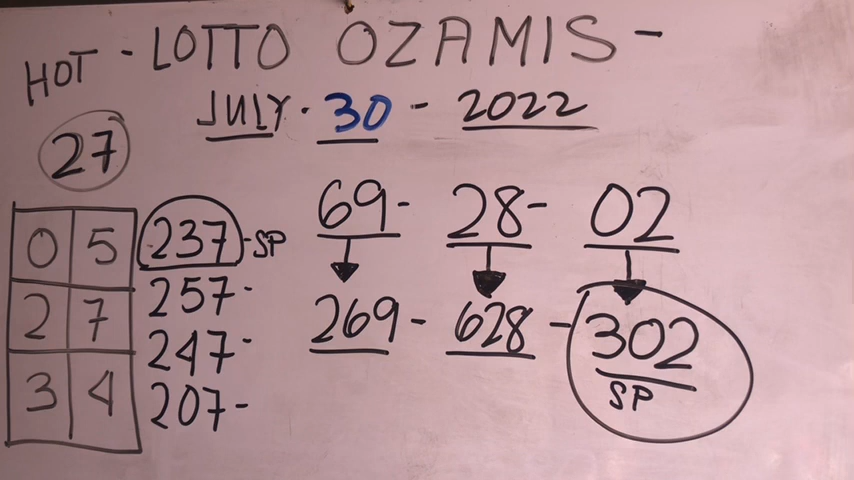 HOT - LOTTO OZAMIS -
JULY. 30 - 2022
27
0 5
2 7
3 4
237 - SP
257 -
247 -
207 -
69 - 28 - 02
269 - 628 - 302
SP